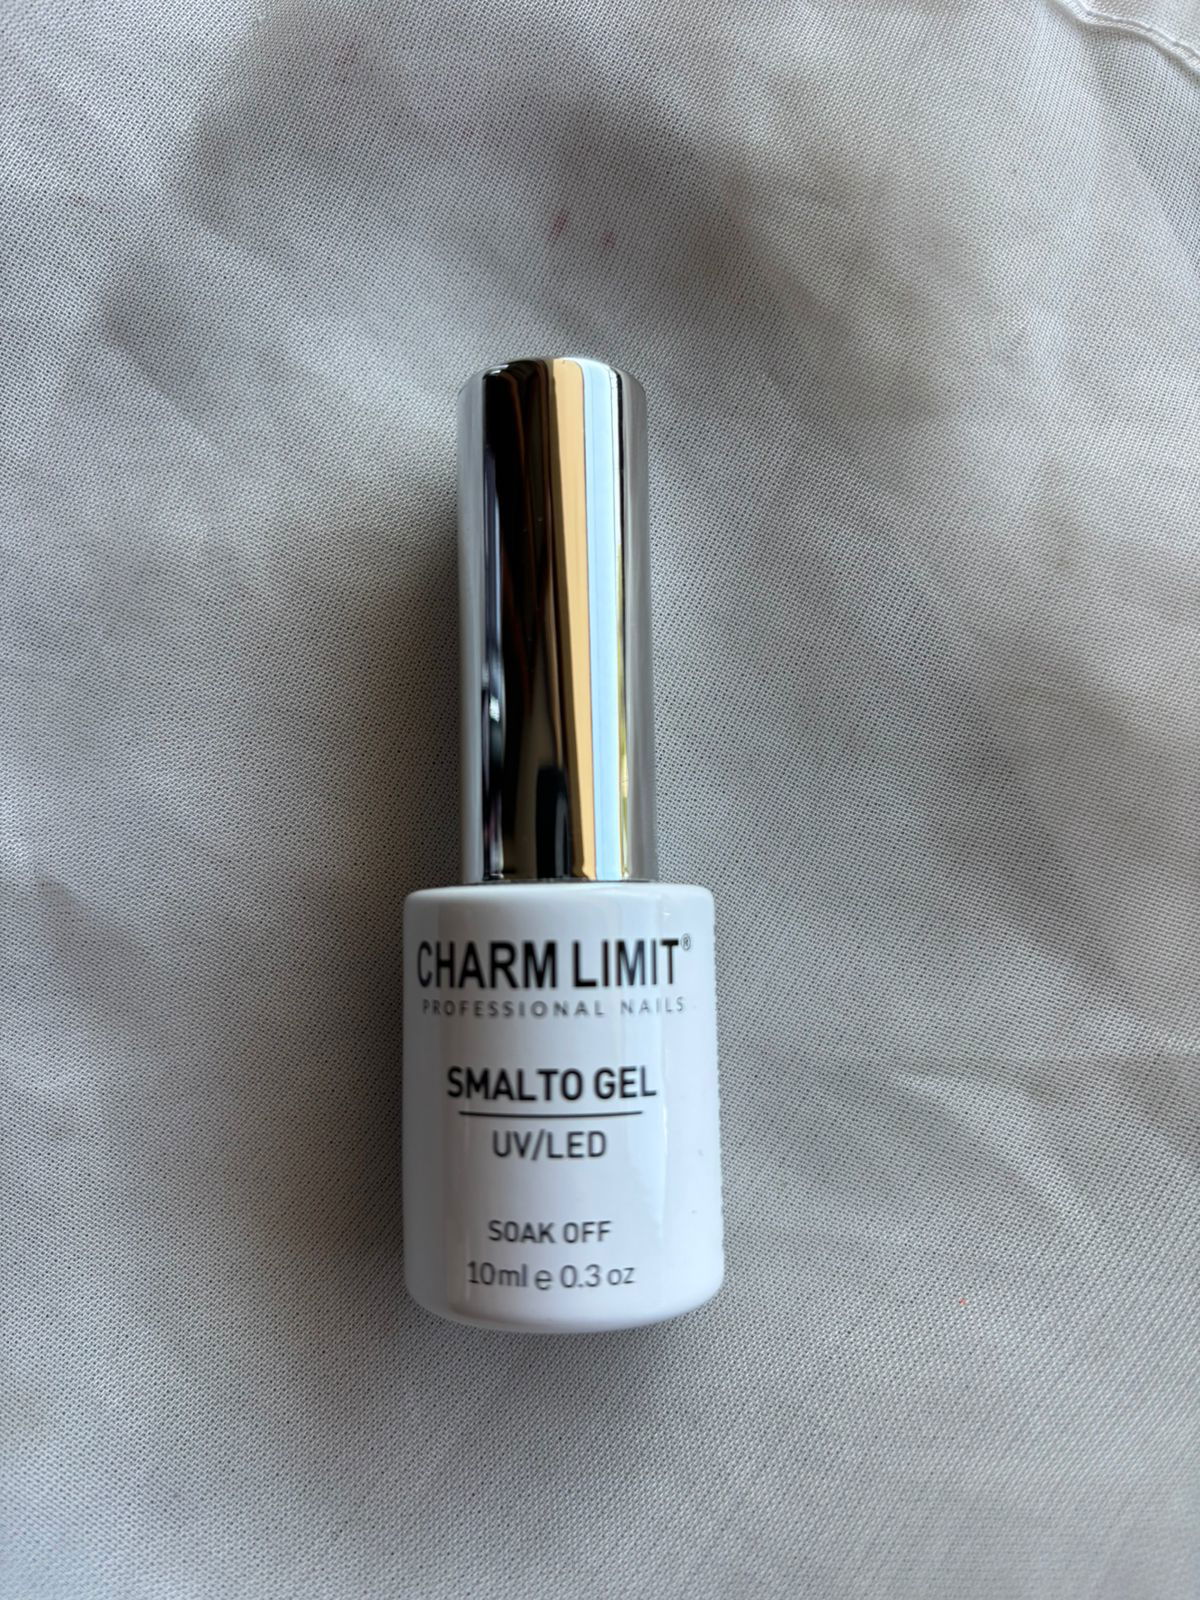 CHARM LIMIT®
PROFESSIONAL NAILS
SMALTO GEL
UV/LED
SOAK OFF
10ml e 0.3 oz